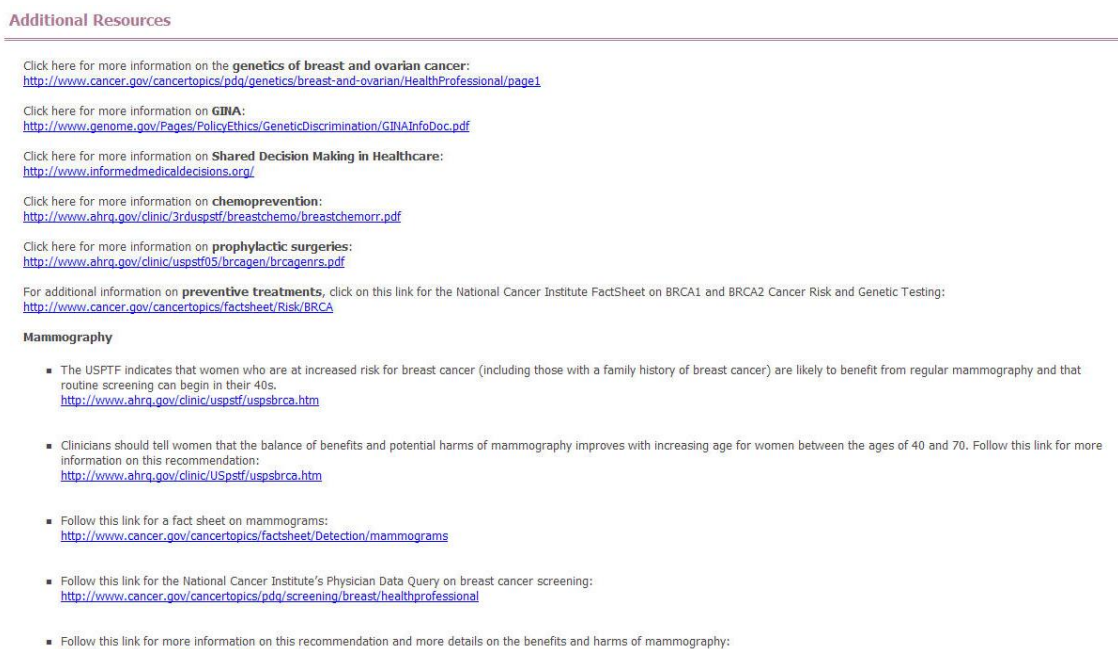 Additional Resources
Click here for more information on the genetics of breast and ovarian cancer:
http://www.cancer.gov/cancertopics/pdq/genetics/breast-and-ovarian/HealthProfessional/page1
Click here for more information on GINA:
http://www.genome.gov/Pages/PolicyEthics/GeneticDiscrimination/GINAInfoDoc.pdf
Click here for more information on Shared Decision Making in Healthcare:
http://www.informedmedicaldecisions.org/
Click here for more information on chemoprevention:
http://www.ahrq.gov/clinic/3rduspstf/breastchemo/breastchemorr.pdf
Click here for more information on prophylactic surgeries:
http://www.ahrq.gov/clinic/uspstf05/brcagen/brcagenrs.pdf
For additional information on preventive treatments, click on this link for the National Cancer Institute FactSheet on BRCA1 and BRCA2 Cancer Risk and Genetic Testing:
http://www.cancer.gov/cancertopics/factsheet/Risk/BRCA
Mammography
▪ The USPTF indicates that women who are at increased risk for breast cancer (including those with a family history of breast cancer) are likely to benefit from regular mammography and that
routine screening can begin in their 40s.
http://www.ahrq.gov/clinic/uspstf/uspsbrca.htm
▪ Clinicians should tell women that the balance of benefits and potential harms of mammography improves with increasing age for women between the ages of 40 and 70. Follow this link for more
information on this recommendation:
http://www.ahrq.gov/clinic/USpstf/uspsbrca.htm
▪ Follow this link for a fact sheet on mammograms:
http://www.cancer.gov/cancertopics/factsheet/Detection/mammograms
▪ Follow this link for the National Cancer Institute's Physician Data Query on breast cancer screening:
http://www.cancer.gov/cancertopics/pdq/screening/breast/healthprofessional
▪ Follow this link for more information on this recommendation and more details on the benefits and harms of mammography: